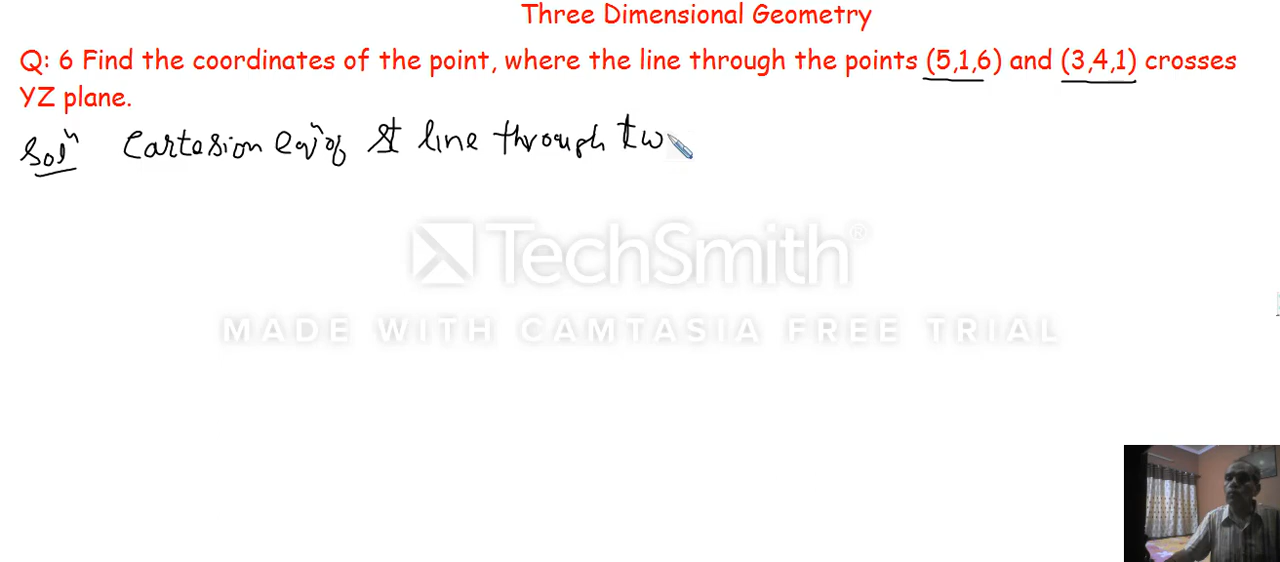 Three Dimensional Geometry
Q: 6 Find the coordinates of the point, where the line through the points (5,1,6) and (3,4,1) crosses
YZ plane.
Solⁿ Cartesion eqⁿ of St line through tw
TechSmith®
MADE WITH CAMTASIA FREE TRIAL